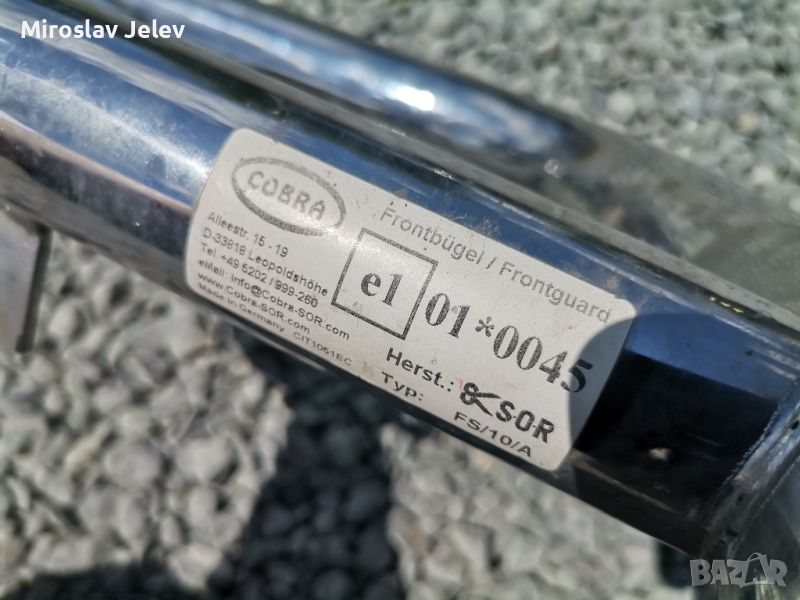 Miroslav Jelev
COBRA
Alleestr. 15 - 19
D-33818 Leopoldshöhe
Tel. +49 5202 / 999-260
eMail: info@Cobra-SOR.com
www.Cobra-SOR.com
Made in Germany CIT1061EC
Frontbügel / Frontguard
e1 01*0045
Herst.: SOR
Typ: FS/10/A
BAZAR